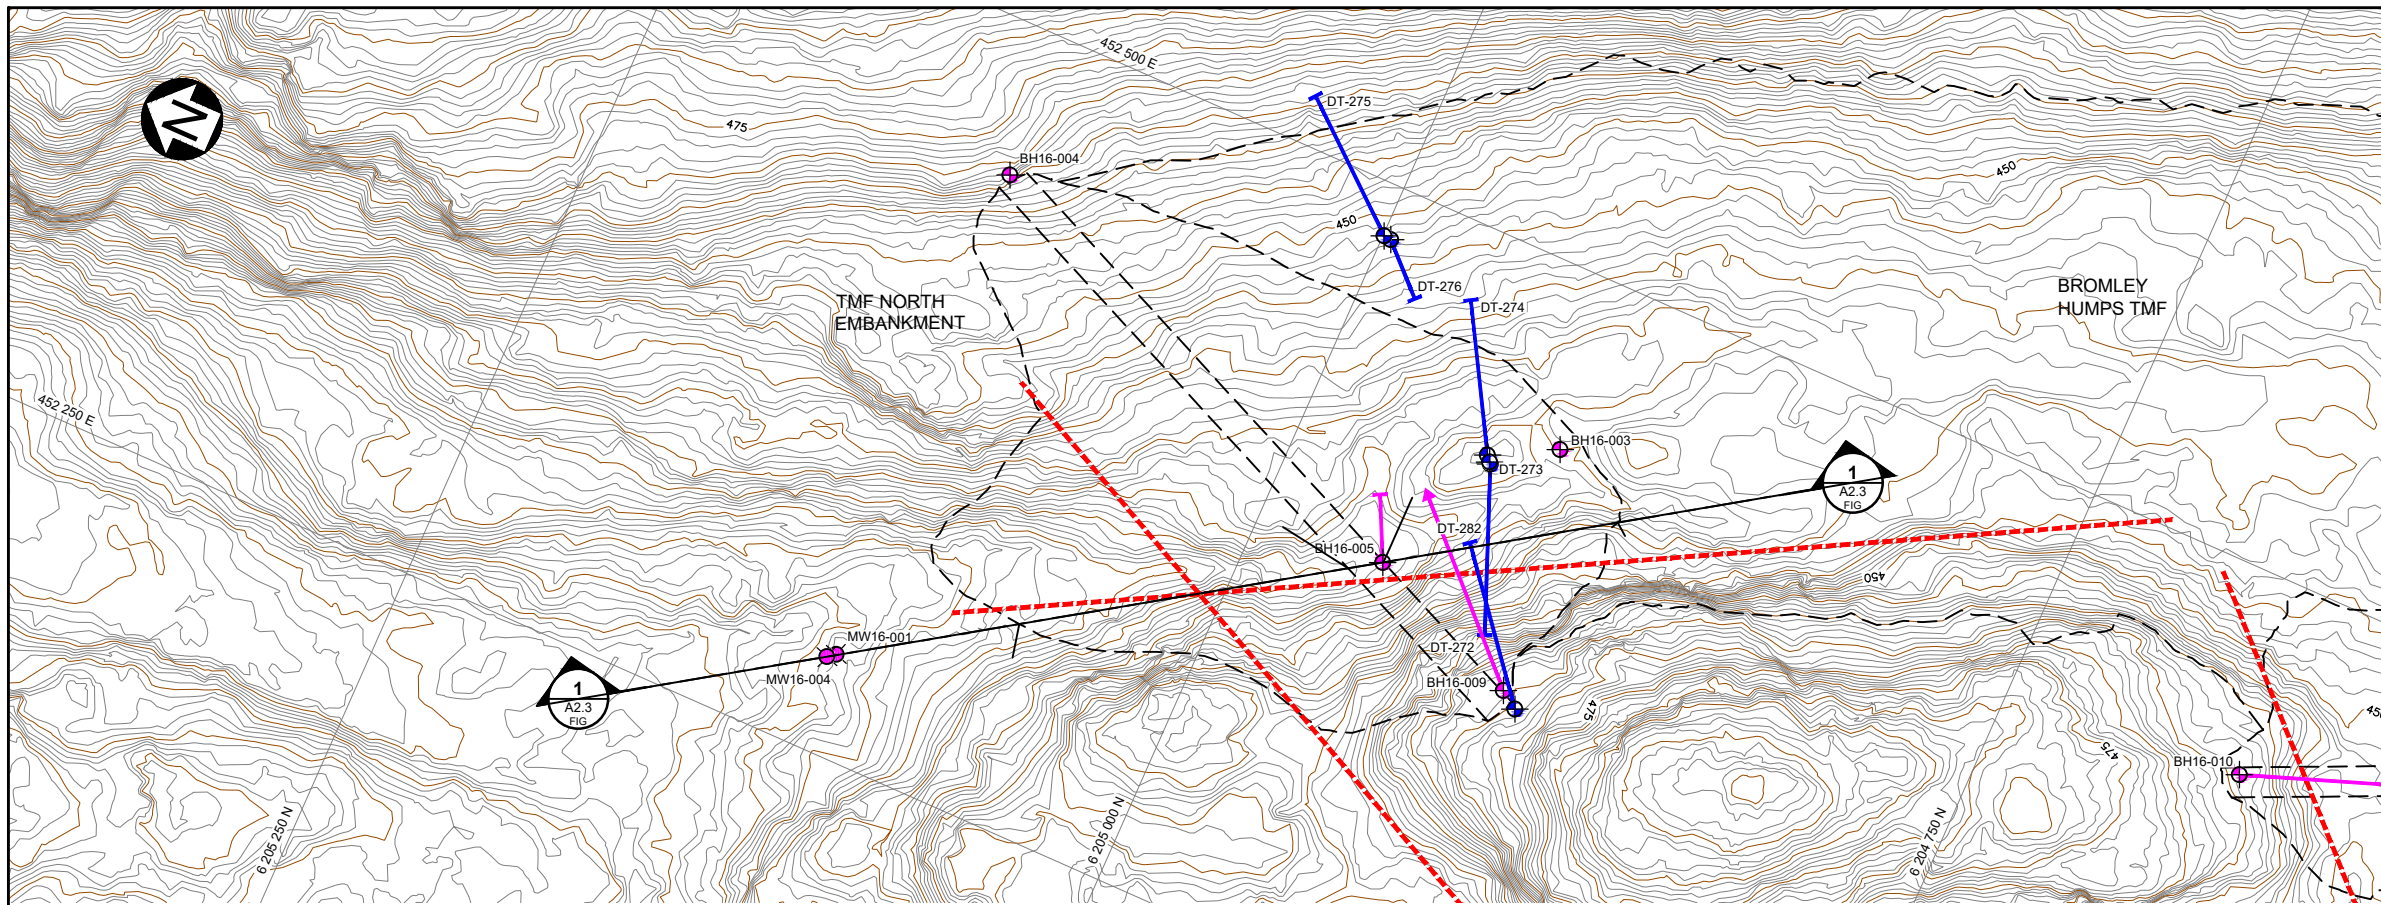 452 500 E
N
DT-275
475
BH16-004
450
450
DT-276
BROMLEY
HUMPS TMF
TMF NORTH
EMBANKMENT
DT-274
452 250 E
BH16-003
DT-273
1
A2.3
FIG
DT-282
BH16-005
450
MW16-001
DT-272
MW16-004
BH16-009
1
A2.3
FIG
475
475
450
BH16-010
6 205 250 N
6 205 000 N
6 204 750 N